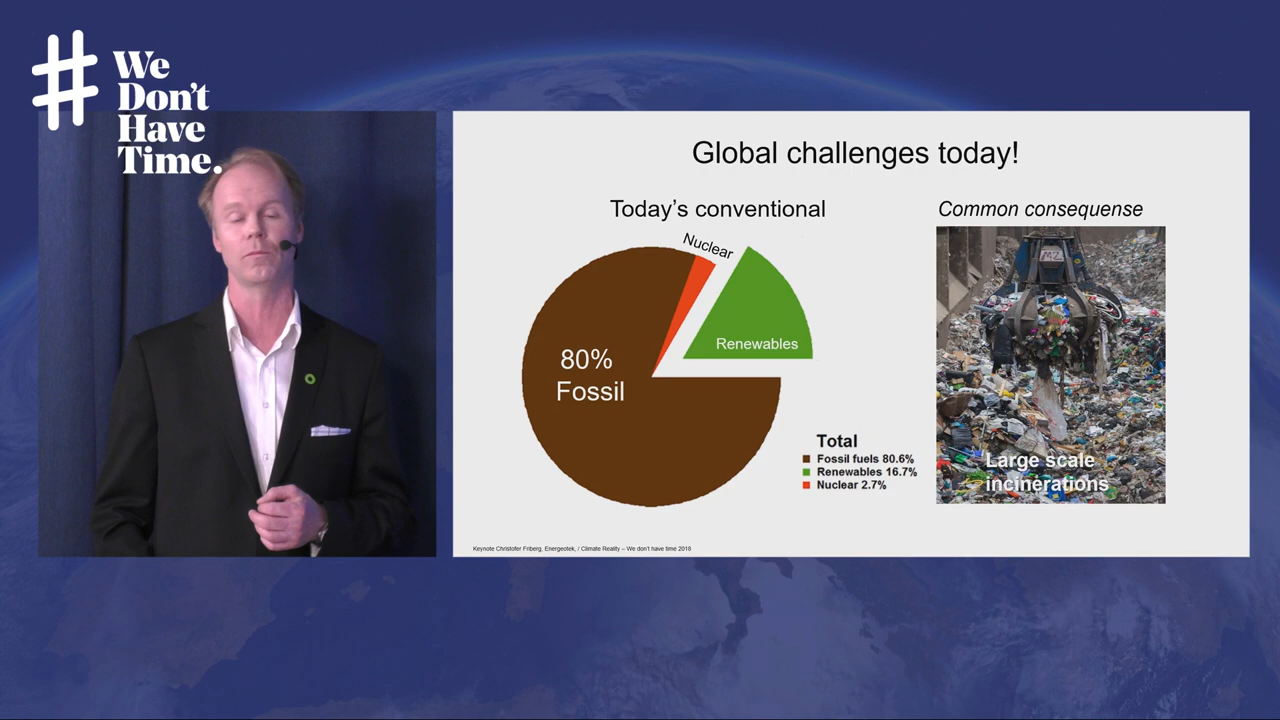 #
We
Don't
Have
Time.
Global challenges today!
Today's conventional
Common consequense
Nuclear
Renewables
80%
Fossil
Total
Fossil fuels 80.6%
Renewables 16.7%
Nuclear 2.7%
Large scale
incinerations
Keynote Christofer Friberg, Energeotek, / Climate Reality – We don't have time 2018